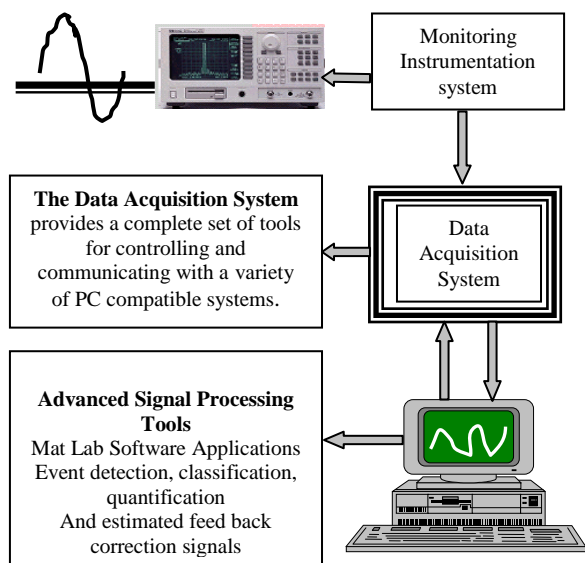 Monitoring
Instrumentation
system
The Data Acquisition System
provides a complete set of tools
for controlling and
communicating with a variety
of PC compatible systems.
Data
Acquisition
System
Advanced Signal Processing
Tools
Mat Lab Software Applications
Event detection, classification,
quantification
And estimated feed back
correction signals